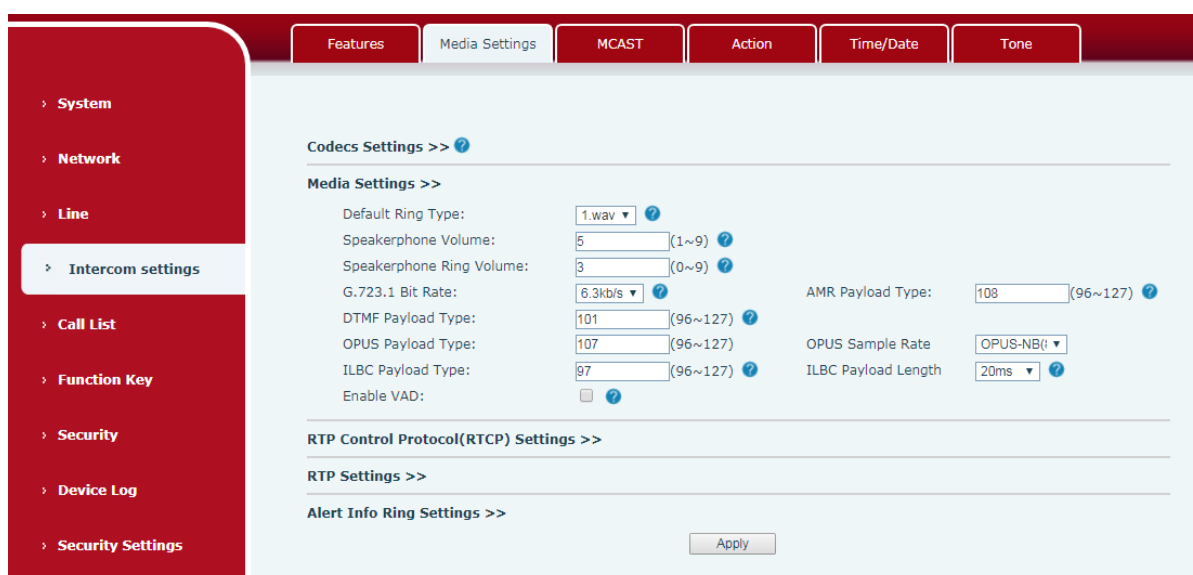 Features Media Settings MCAST Action Time/Date Tone
› System
› Network
› Line
› Intercom settings
› Call List
› Function Key
› Security
› Device Log
› Security Settings
Codecs Settings >> ?
Media Settings >>
Default Ring Type: 1.wav ▼ ?
Speakerphone Volume: 5 (1~9) ?
Speakerphone Ring Volume: 3 (0~9) ?
G.723.1 Bit Rate: 6.3kb/s ▼ ? AMR Payload Type: 108 (96~127) ?
DTMF Payload Type: 101 (96~127) ?
OPUS Payload Type: 107 (96~127) OPUS Sample Rate OPUS-NB(8 ▼
ILBC Payload Type: 97 (96~127) ? ILBC Payload Length 20ms ▼ ?
Enable VAD: ?
RTP Control Protocol(RTCP) Settings >>
RTP Settings >>
Alert Info Ring Settings >>
Apply